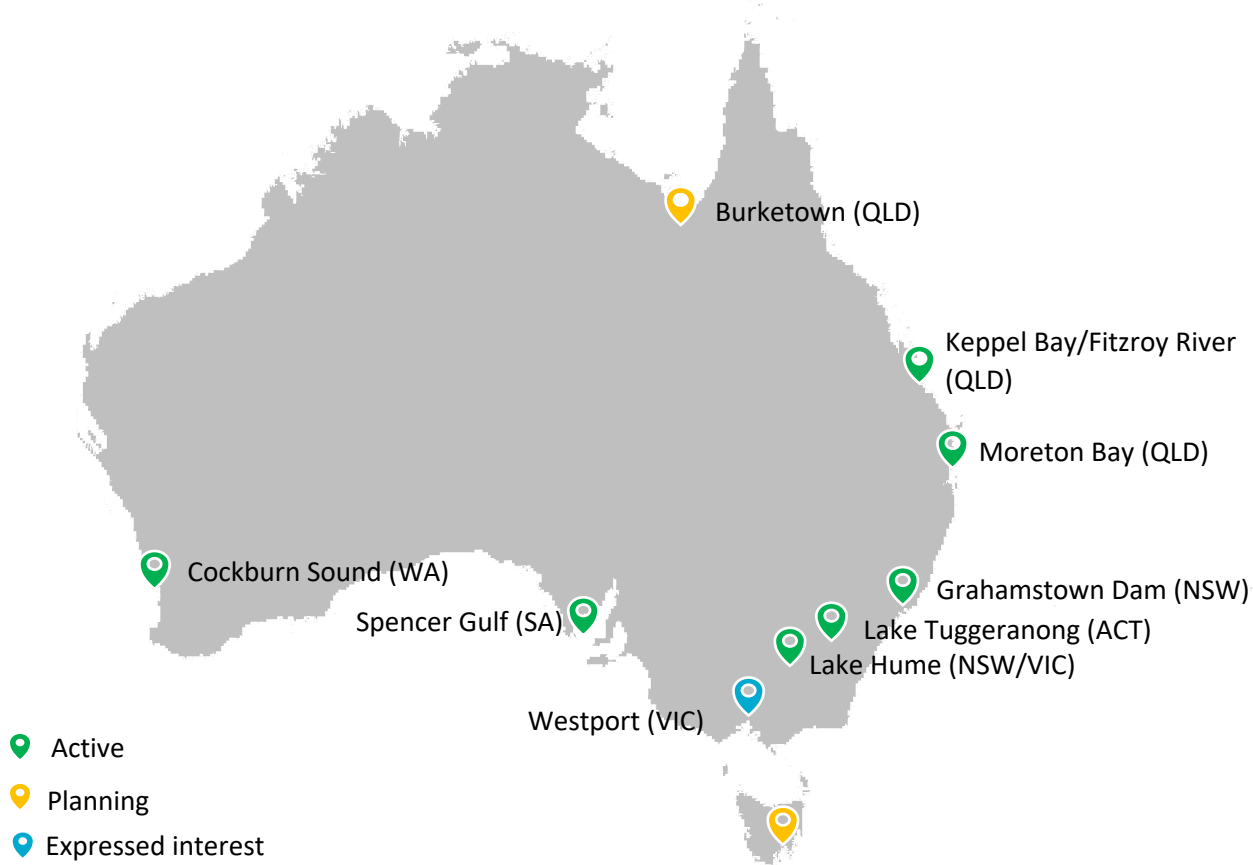 Burketown (QLD)
Keppel Bay/Fitzroy River
(QLD)
Moreton Bay (QLD)
Cockburn Sound (WA)
Grahamstown Dam (NSW)
Spencer Gulf (SA)
Lake Tuggeranong (ACT)
Lake Hume (NSW/VIC)
Westport (VIC)
Active
Planning
Expressed interest